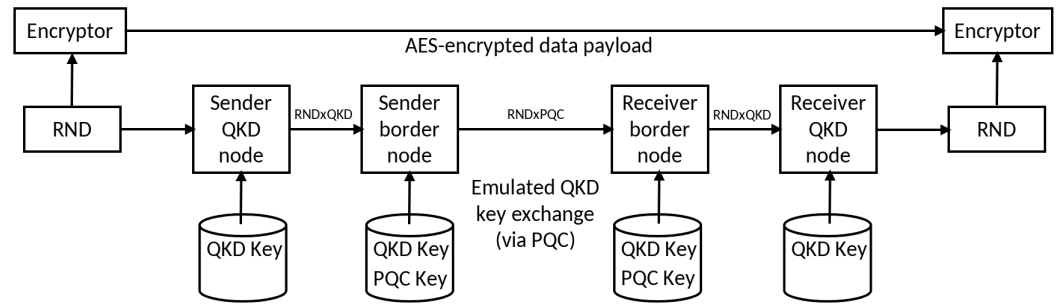 Encryptor
AES-encrypted data payload
Encryptor
RND
Sender
QKD
node
RNDxQKD
Sender
border
node
RNDxPQC
Receiver
border
node
RNDxQKD
Receiver
QKD
node
RND
Emulated QKD
key exchange
(via PQC)
QKD Key
QKD Key
PQC Key
QKD Key
PQC Key
QKD Key